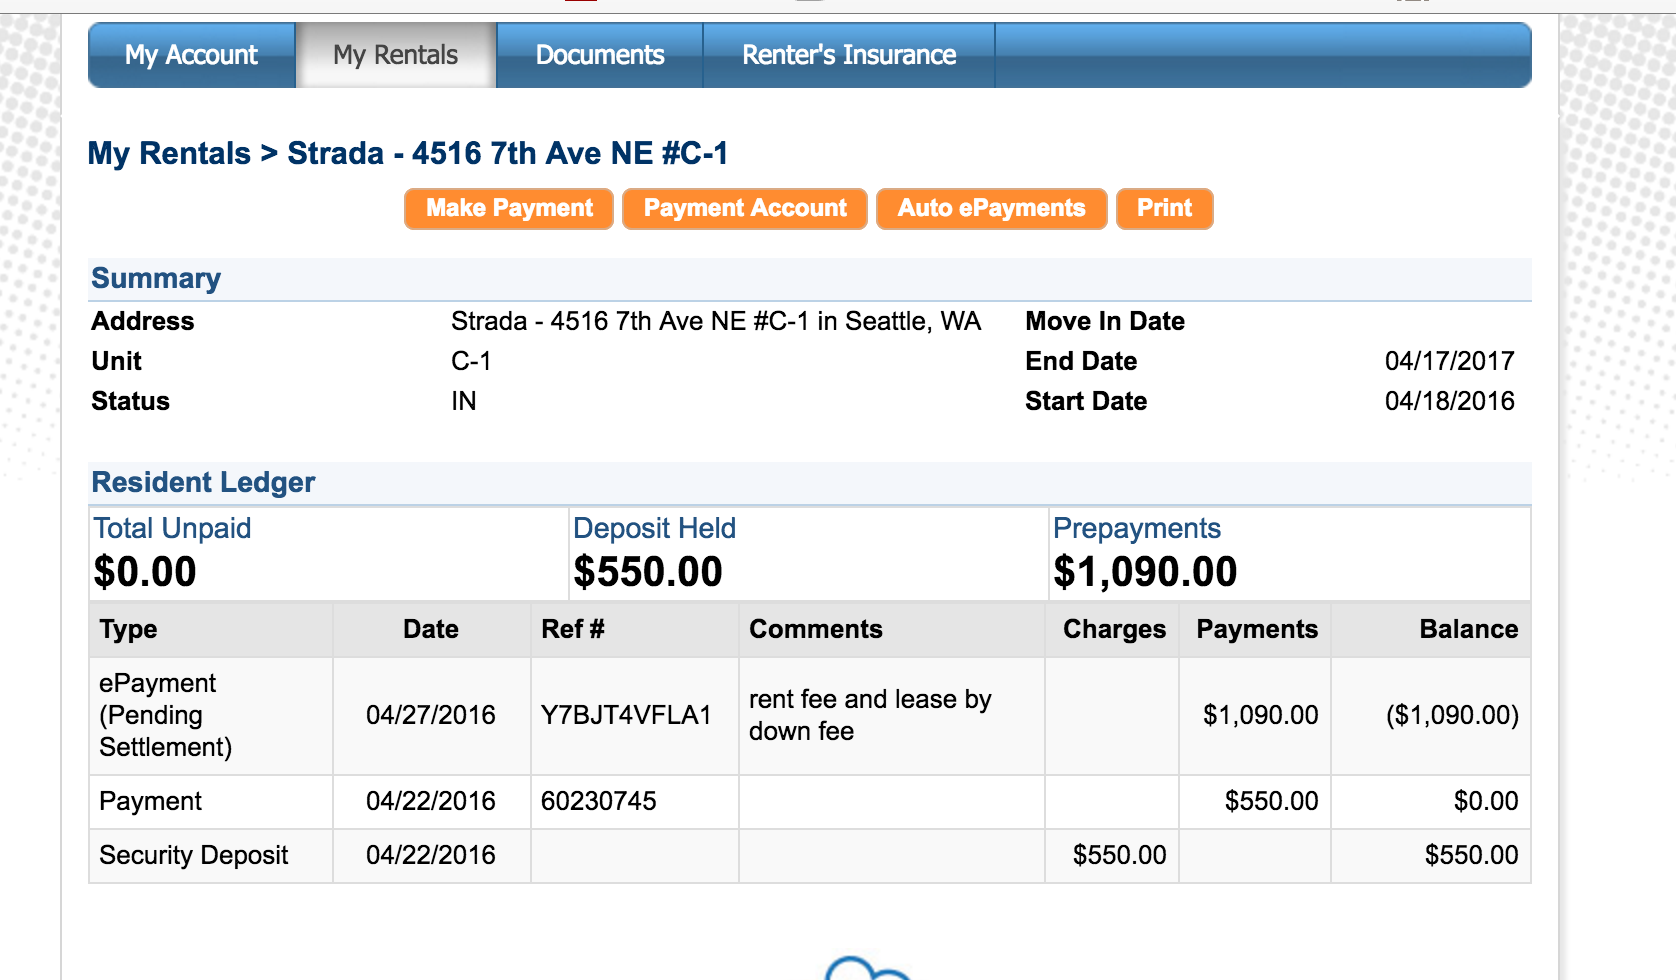 My Account My Rentals Documents Renter's Insurance
My Rentals > Strada - 4516 7th Ave NE #C-1
Make Payment Payment Account Auto ePayments Print
Summary
Address Strada - 4516 7th Ave NE #C-1 in Seattle, WA Move In Date
Unit C-1 End Date 04/17/2017
Status IN Start Date 04/18/2016
Resident Ledger
Total Unpaid Deposit Held Prepayments
$0.00 $550.00 $1,090.00
Type Date Ref # Comments Charges Payments Balance
ePayment
(Pending
Settlement) 04/27/2016 Y7BJT4VFLA1 rent fee and lease by
down fee $1,090.00 ($1,090.00)
Payment 04/22/2016 60230745 $550.00 $0.00
Security Deposit 04/22/2016 $550.00 $550.00